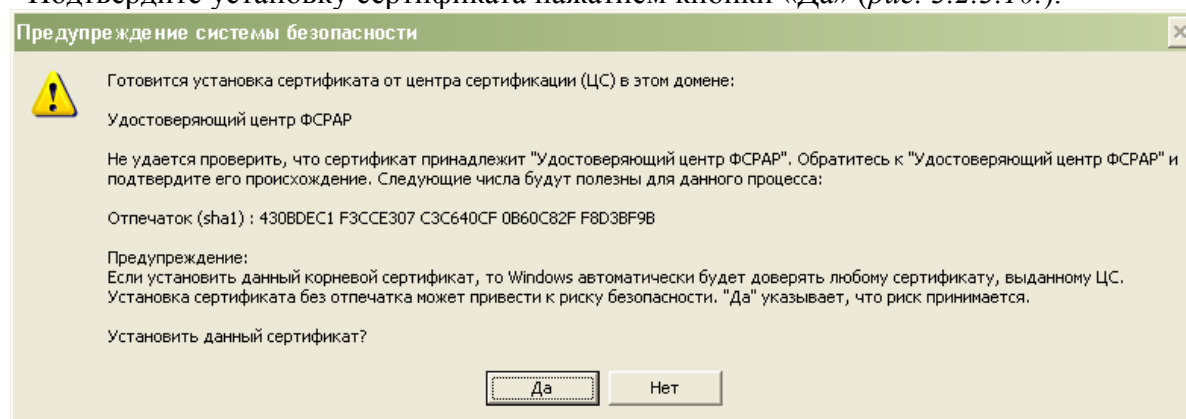 Подтвердите установку сертификата нажатием кнопки «Да» (рис. 3.2.3.10.).
Предупреждение системы безопасности
Готовится установка сертификата от центра сертификации (ЦС) в этом домене:
Удостоверяющий центр ФСРАР
Не удается проверить, что сертификат принадлежит "Удостоверяющий центр ФСРАР". Обратитесь к "Удостоверяющий центр ФСРАР" и
подтвердите его происхождение. Следующие числа будут полезны для данного процесса:
Отпечаток (sha1) : 430BDEC1 F3CCE307 C3C640CF 0B60C82F F8D3BF9B
Предупреждение:
Если установить данный корневой сертификат, то Windows автоматически будет доверять любому сертификату, выданному ЦС.
Установка сертификата без отпечатка может привести к риску безопасности. "Да" указывает, что риск принимается.
Установить данный сертификат?
Да
Нет